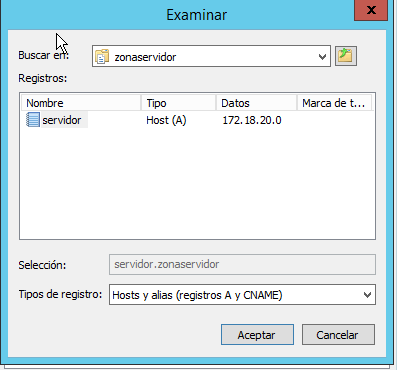 Examinar
x
Buscar en: zonaservidor
Registros:
Nombre Tipo Datos Marca de t...
servidor Host (A) 172.18.20.0
Selección: servidor.zonaservidor
Tipos de registro: Hosts y alias (registros A y CNAME)
Aceptar Cancelar